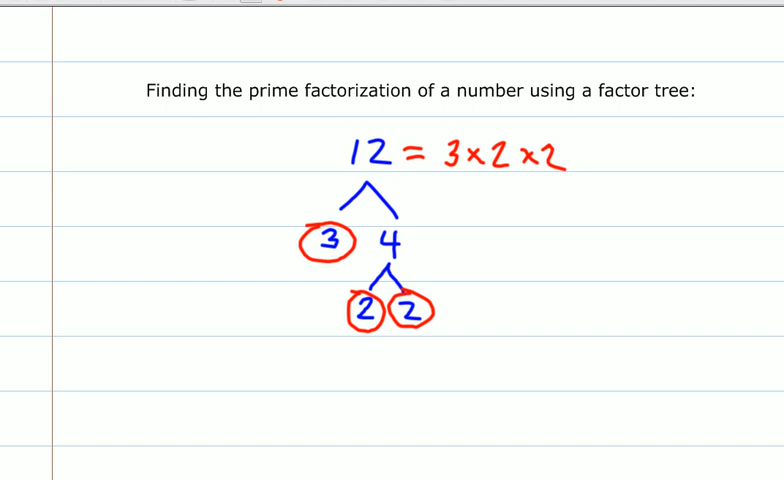 Finding the prime factorization of a number using a factor tree:
12 = 3 × 2 × 2
3 4
2 2